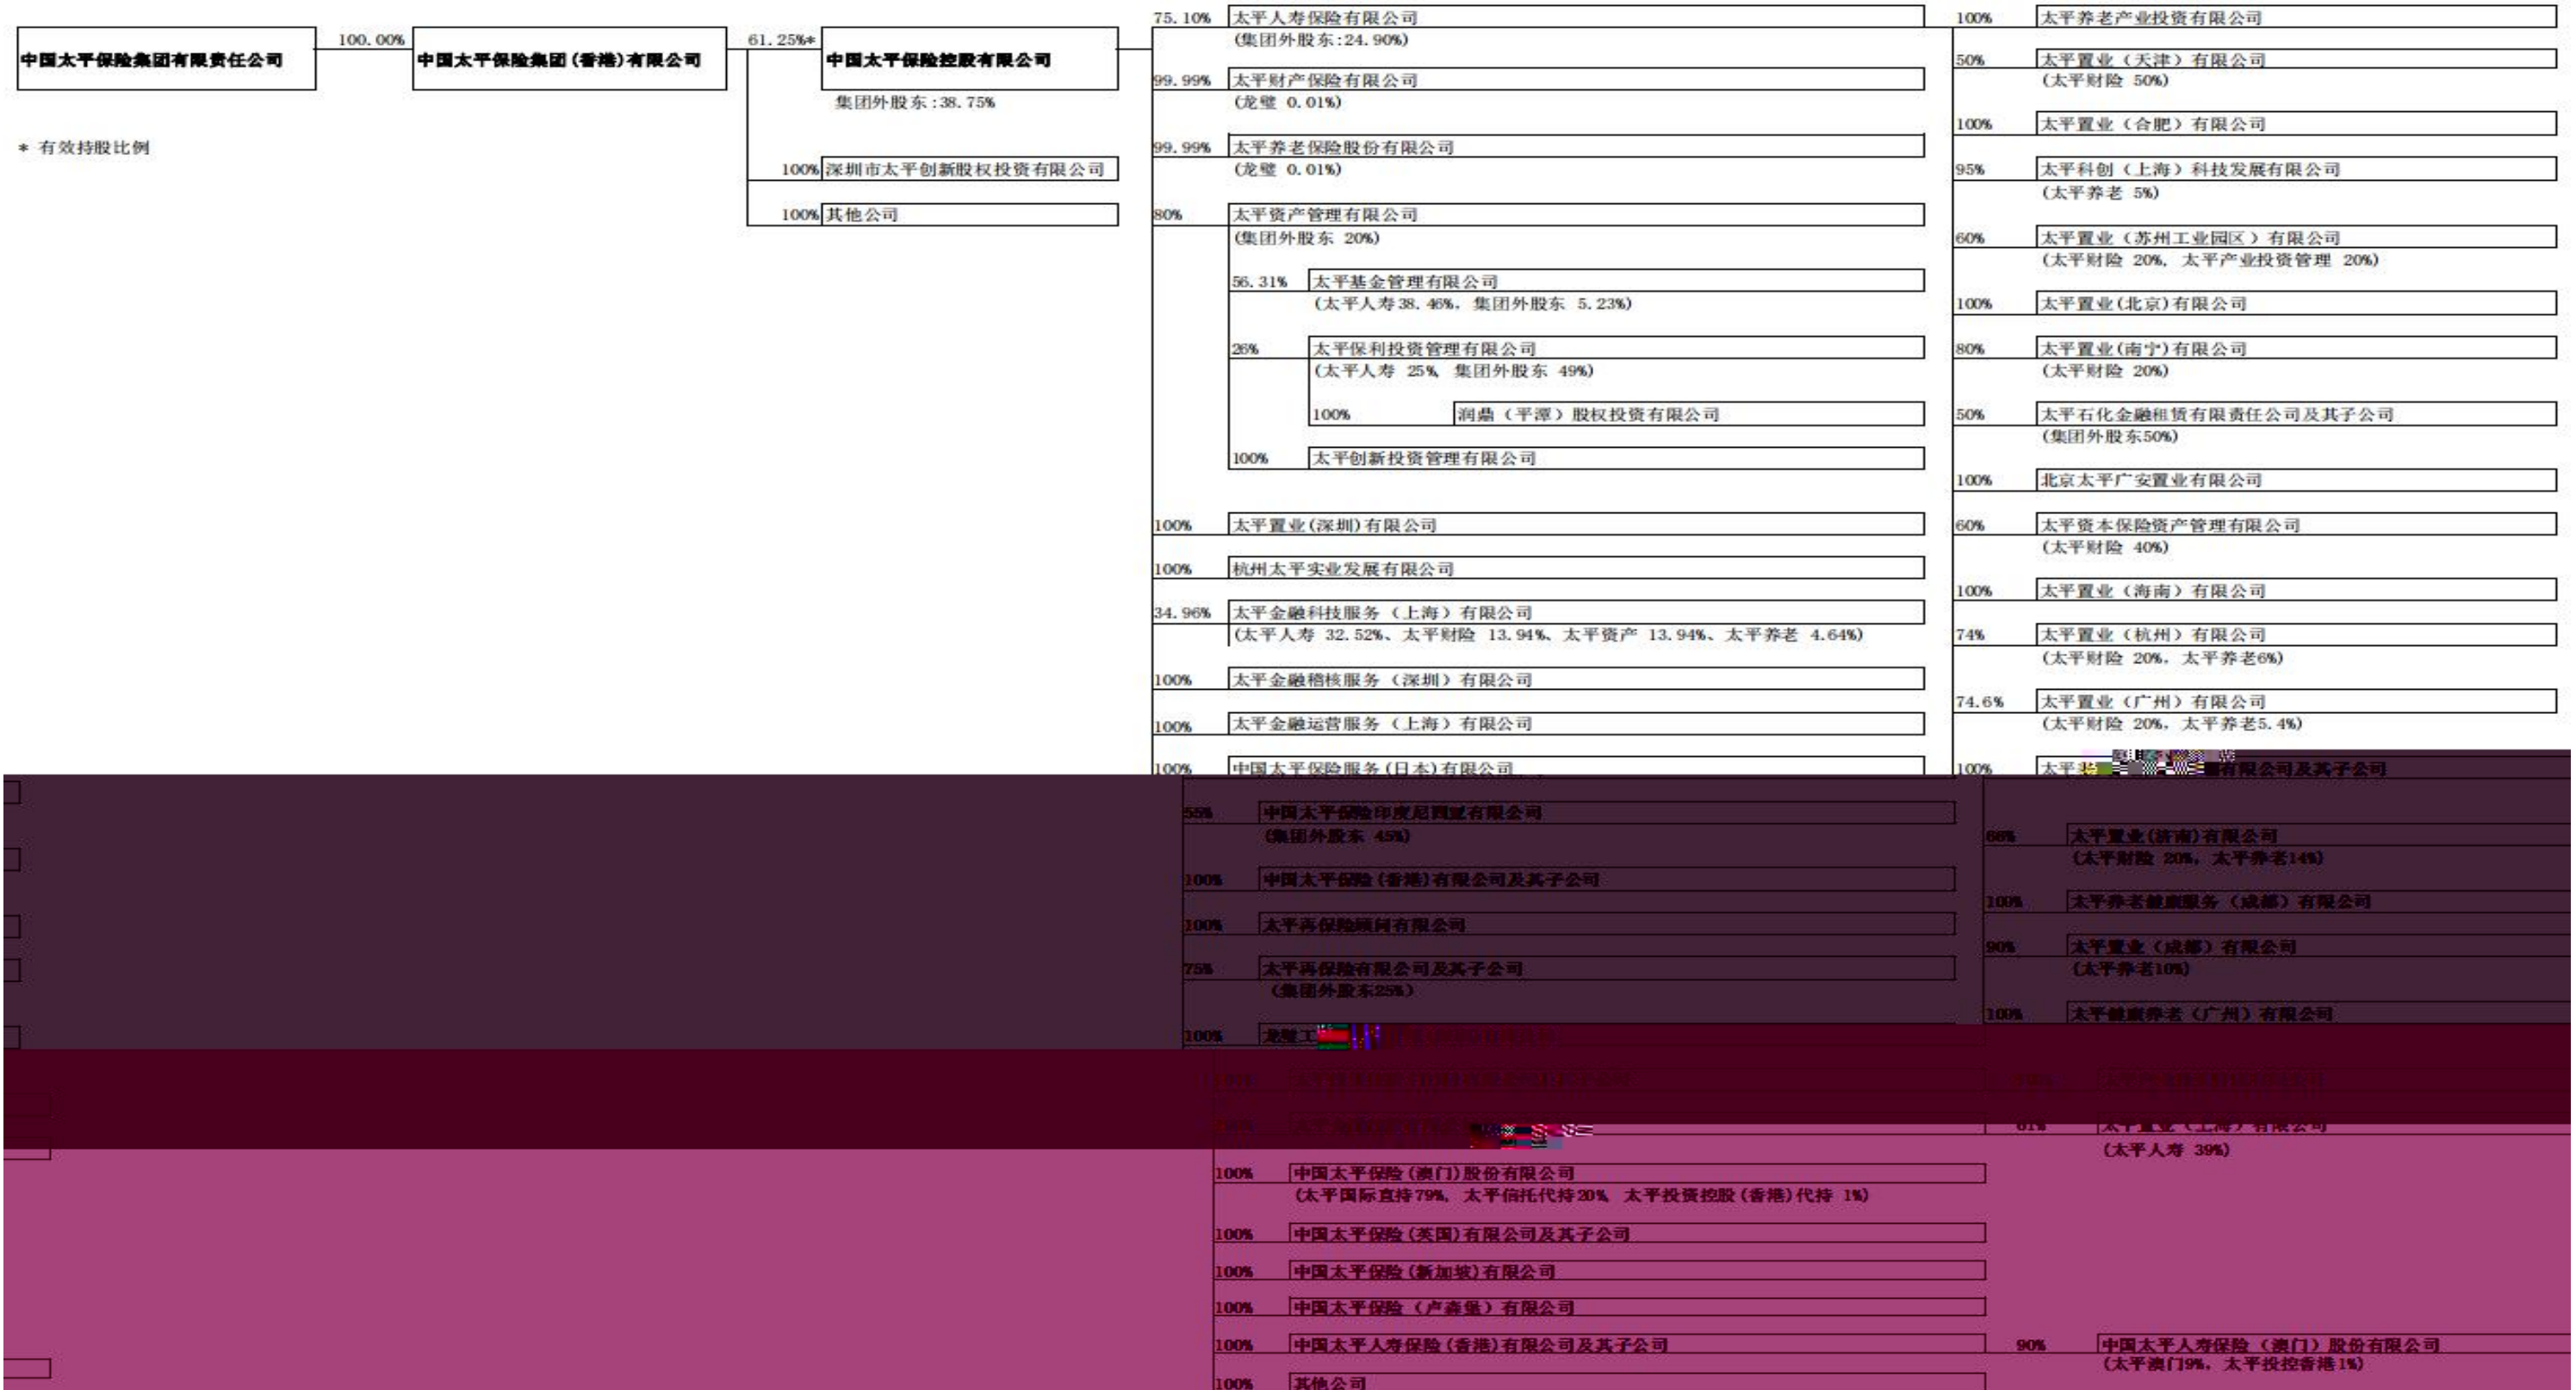 中国太平保险集团有限责任公司
100.00%
中国太平保险集团(香港)有限公司
61.25%*
中国太平保险控股有限公司
集团外股东:38.75%
* 有效持股比例
100% 深圳市太平创新股权投资有限公司
100% 其他公司
75.10% 太平人寿保险有限公司
(集团外股东:24.90%)
99.99% 太平财产保险有限公司
(龙璧 0.01%)
99.99% 太平养老保险股份有限公司
(龙璧 0.01%)
80% 太平资产管理有限公司
(集团外股东 20%)
56.31% 太平基金管理有限公司
(太平人寿38.46%, 集团外股东 5.23%)
26% 太平保利投资管理有限公司
(太平人寿 25%, 集团外股东 49%)
100% 润鼎（平潭）股权投资有限公司
100% 太平创新投资管理有限公司
100% 太平置业(深圳)有限公司
100% 杭州太平实业发展有限公司
34.96% 太平金融科技服务（上海）有限公司
(太平人寿 32.52%、太平财险 13.94%、太平资产 13.94%、太平养老 4.64%)
100% 太平金融稽核服务（深圳）有限公司
100% 太平金融运营服务（上海）有限公司
100% 中国太平保险服务(日本)有限公司
55% 中国太平保险印度尼西亚有限公司
(集团外股东 45%)
100% 中国太平保险(香港)有限公司及其子公司
100% 太平再保险顾问有限公司
75% 太平再保险有限公司及其子公司
(集团外股东25%)
100% 龙璧工
100% 中国太平保险(澳门)股份有限公司
(太平国际直持79%, 太平信托代持20%, 太平投资控股(香港)代持 1%)
100% 中国太平保险(英国)有限公司及其子公司
100% 中国太平保险(新加坡)有限公司
100% 中国太平保险（卢森堡）有限公司
100% 中国太平人寿保险(香港)有限公司及其子公司
100% 其他公司
100% 太平养老产业投资有限公司
50% 太平置业（天津）有限公司
(太平财险 50%)
100% 太平置业（合肥）有限公司
95% 太平科创（上海）科技发展有限公司
(太平养老 5%)
60% 太平置业（苏州工业园区）有限公司
(太平财险 20%, 太平产业投资管理 20%)
100% 太平置业(北京)有限公司
80% 太平置业(南宁)有限公司
(太平财险 20%)
50% 太平石化金融租赁有限责任公司及其子公司
(集团外股东50%)
100% 北京太平广安置业有限公司
60% 太平资本保险资产管理有限公司
(太平财险 40%)
100% 太平置业（海南）有限公司
74% 太平置业（杭州）有限公司
(太平财险 20%, 太平养老6%)
74.6% 太平置业（广州）有限公司
(太平财险 20%, 太平养老5.4%)
100% 太平 有限公司及其子公司
66% 太平置业(济南)有限公司
(太平财险 20%, 太平养老14%)
100% 太平养老健康服务（成都）有限公司
90% 太平置业（成都）有限公司
(太平养老10%)
100% 太平健康养老（广州）有限公司
61% 太平置业（上海）有限公司
(太平人寿 39%)
90% 中国太平人寿保险（澳门）股份有限公司
(太平澳门9%, 太平投控香港1%)